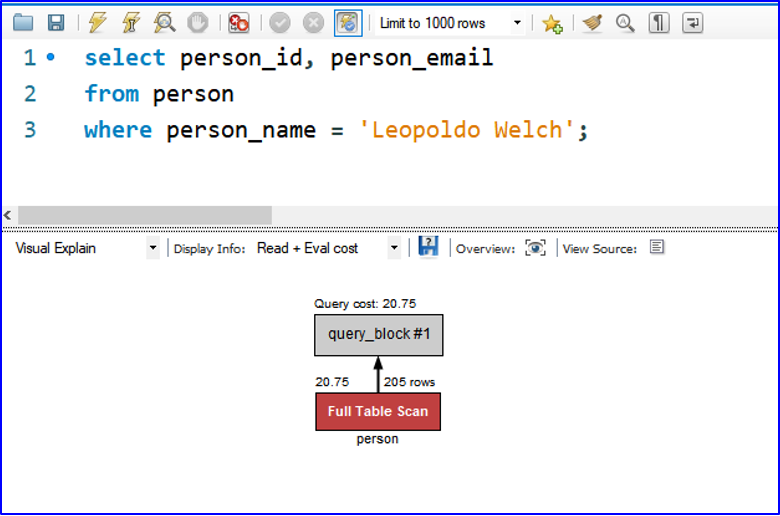 Limit to 1000 rows
1 select person_id, person_email
2 from person
3 where person_name = 'Leopoldo Welch';
Visual Explain Display Info: Read + Eval cost Overview: View Source:
Query cost: 20.75
query_block #1
20.75 205 rows
Full Table Scan
person